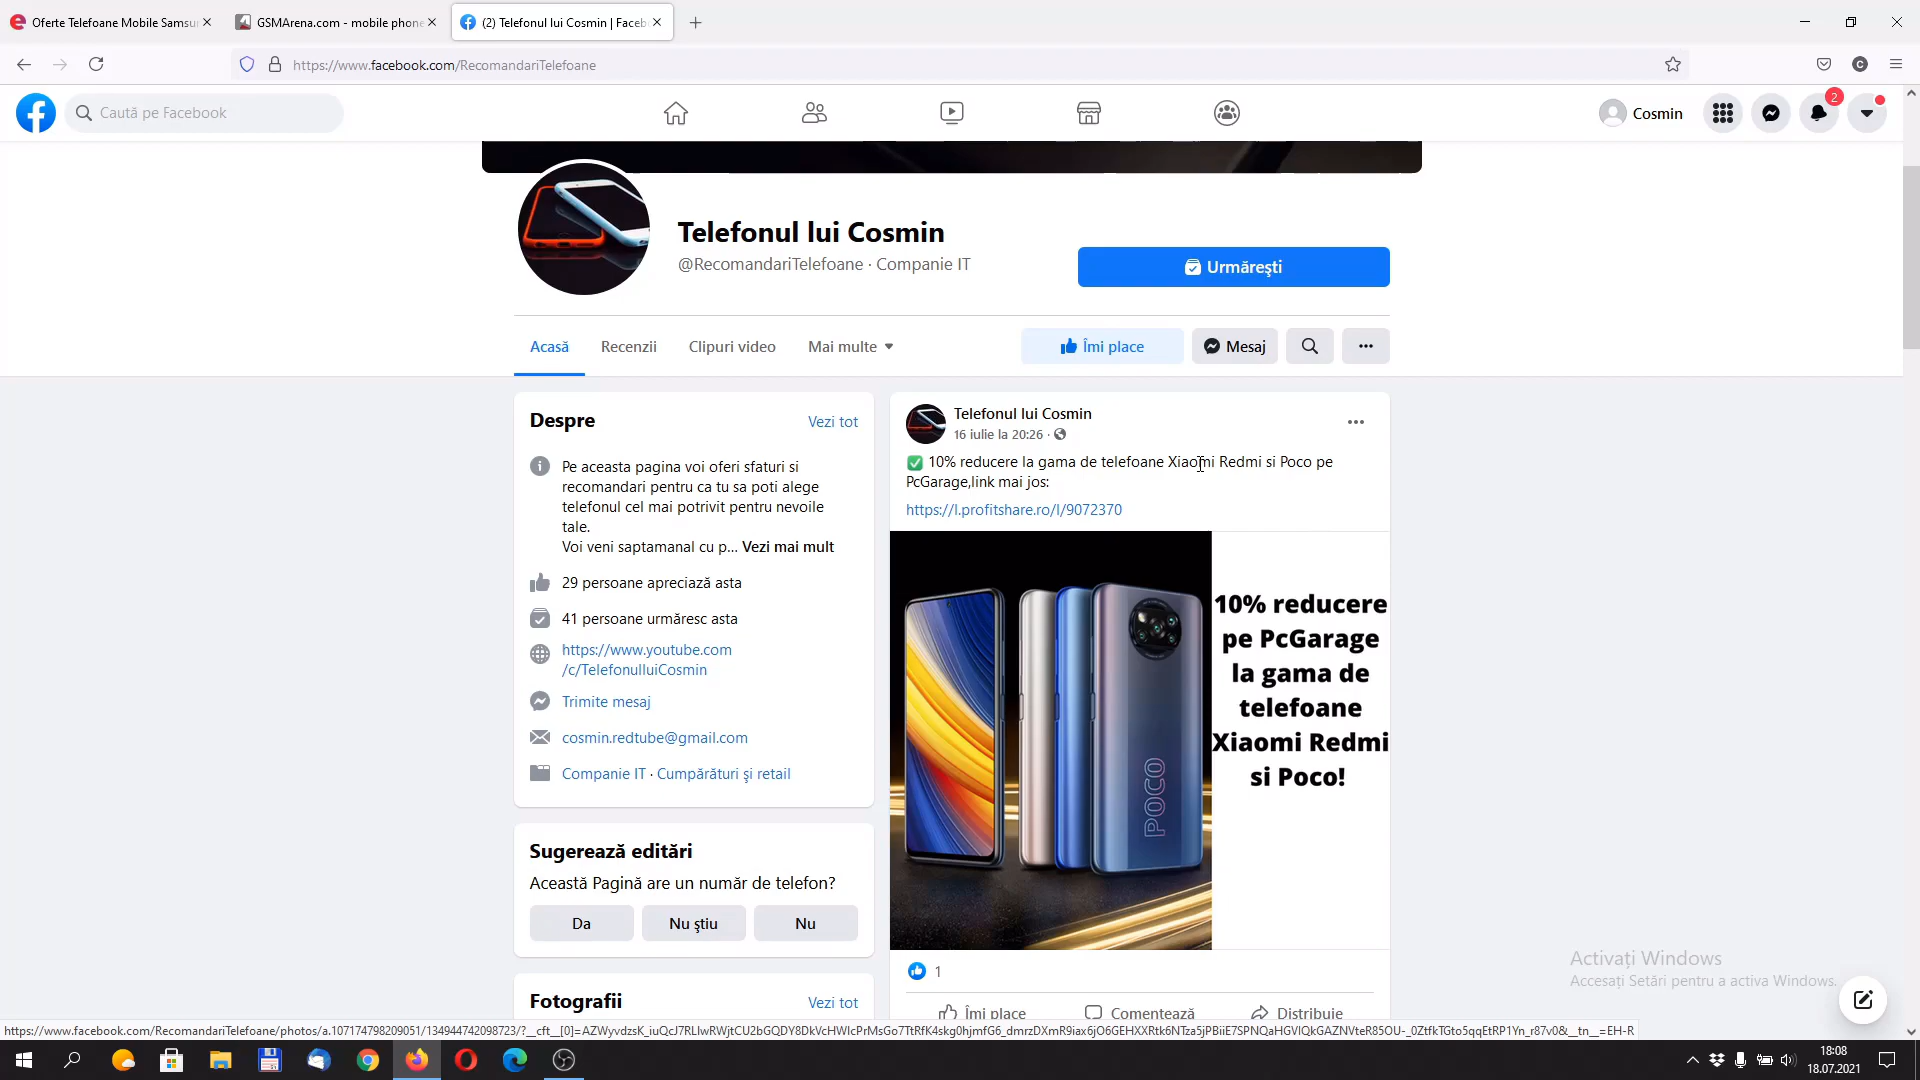 Oferte Telefoane Mobile Samsu
GSMArena.com - mobile phone
(2) Telefonul lui Cosmin | Faceb
https://www.facebook.com/RecomandariTelefoane
Caută pe Facebook
Cosmin
2
Telefonul lui Cosmin
@RecomandariTelefoane · Companie IT
Urmărești
Acasă
Recenzii
Clipuri video
Mai multe
Îmi place
Mesaj
Despre
Vezi tot
Pe aceasta pagina voi oferi sfaturi si
recomandari pentru ca tu sa poti alege
telefonul cel mai potrivit pentru nevoile
tale.
Voi veni saptamanal cu p... Vezi mai mult
29 persoane apreciază asta
41 persoane urmăresc asta
https://www.youtube.com
/c/TelefonulluiCosmin
Trimite mesaj
cosmin.redtube@gmail.com
Companie IT · Cumpărături și retail
Sugerează editări
Această Pagină are un număr de telefon?
Da
Nu știu
Nu
Fotografii
Vezi tot
Telefonul lui Cosmin
16 iulie la 20:26 ·
✅ 10% reducere la gama de telefoane Xiaomi Redmi si Poco pe
PcGarage,link mai jos:
https://l.profitshare.ro/l/9072370
POCO
10% reducere
pe PcGarage
la gama de
telefoane
Xiaomi Redmi
si Poco!
1
Îmi place
Comentează
Distribuie
Activați Windows
Accesați Setări pentru a activa Windows.
18:08
18.07.2021